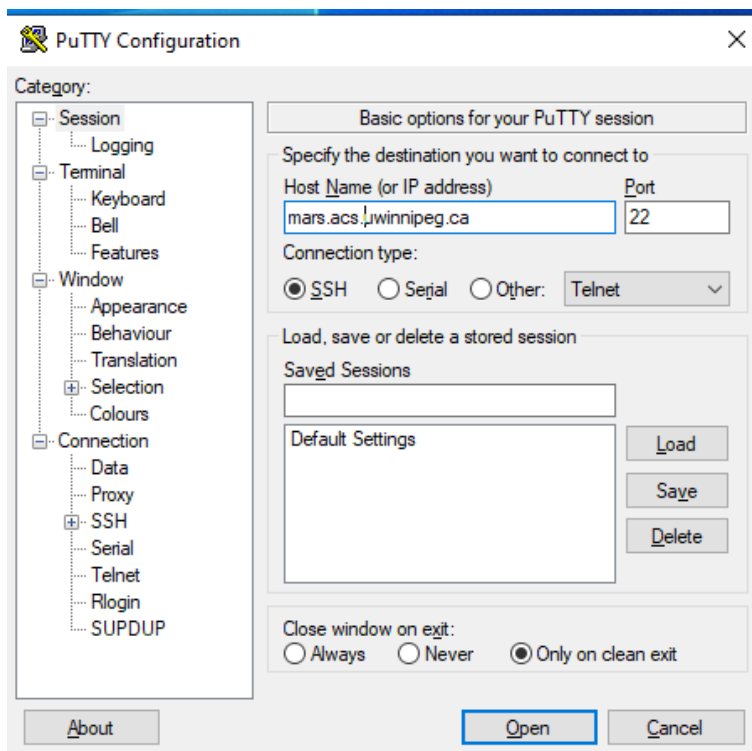 PuTTY Configuration
Category:
Session
Logging
Terminal
Keyboard
Bell
Features
Window
Appearance
Behaviour
Translation
Selection
Colours
Connection
Data
Proxy
SSH
Serial
Telnet
Rlogin
SUPDUP
Basic options for your PuTTY session
Specify the destination you want to connect to
Host Name (or IP address) Port
mars.acs.uwinnipeg.ca 22
Connection type:
SSH Serial Other: Telnet
Load, save or delete a stored session
Saved Sessions
Default Settings
Load
Save
Delete
Close window on exit:
Always Never Only on clean exit
About Open Cancel